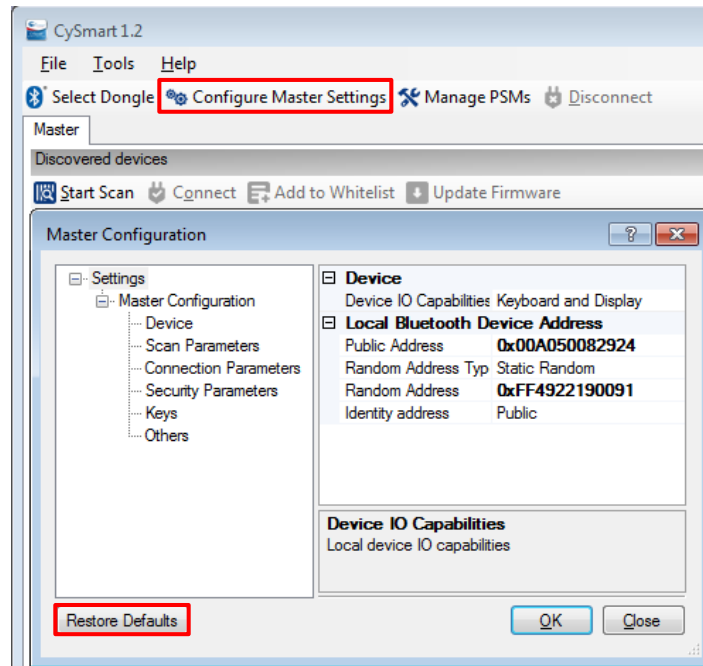 CySmart 1.2
File Tools Help
Select Dongle Configure Master Settings Manage PSMs Disconnect
Master
Discovered devices
Start Scan Connect Add to Whitelist Update Firmware
Master Configuration
Settings
Master Configuration
Device
Scan Parameters
Connection Parameters
Security Parameters
Keys
Others
Device
Device IO Capabilities Keyboard and Display
Local Bluetooth Device Address
Public Address 0x00A050082924
Random Address Typ Static Random
Random Address 0xFF4922190091
Identity address Public
Device IO Capabilities
Local device IO capabilities
Restore Defaults
OK Close